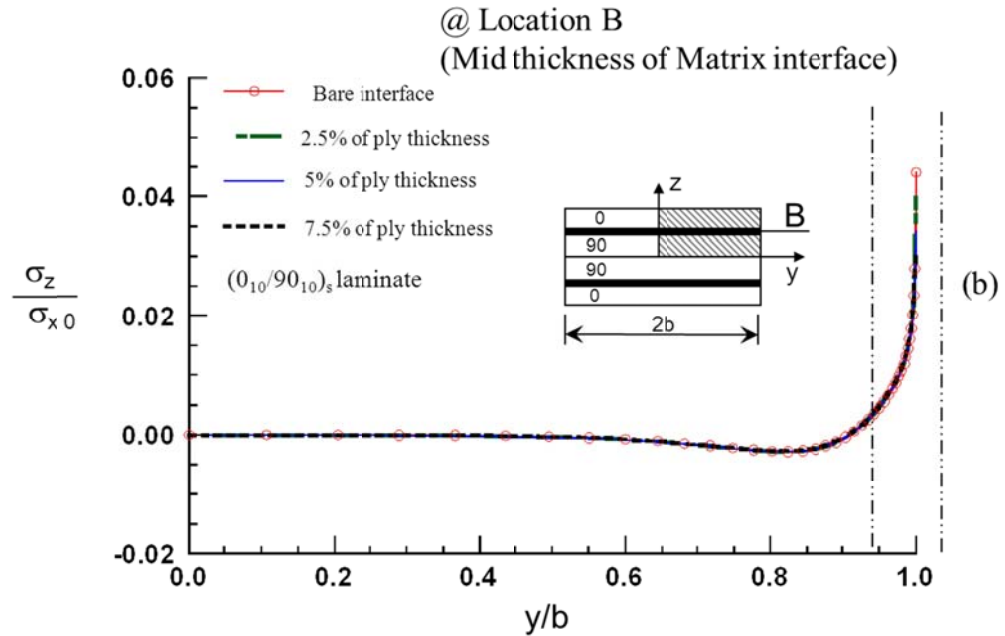 @ Location B
(Mid thickness of Matrix interface)
0.06
0.04
0.02
0.00
-0.02
σz
σx 0
Bare interface
2.5% of ply thickness
5% of ply thickness
7.5% of ply thickness
(0₁₀/90₁₀)ₛ laminate
z
0
B
90
y
90
0
2b
(b)
0.0 0.2 0.4 0.6 0.8 1.0
y/b